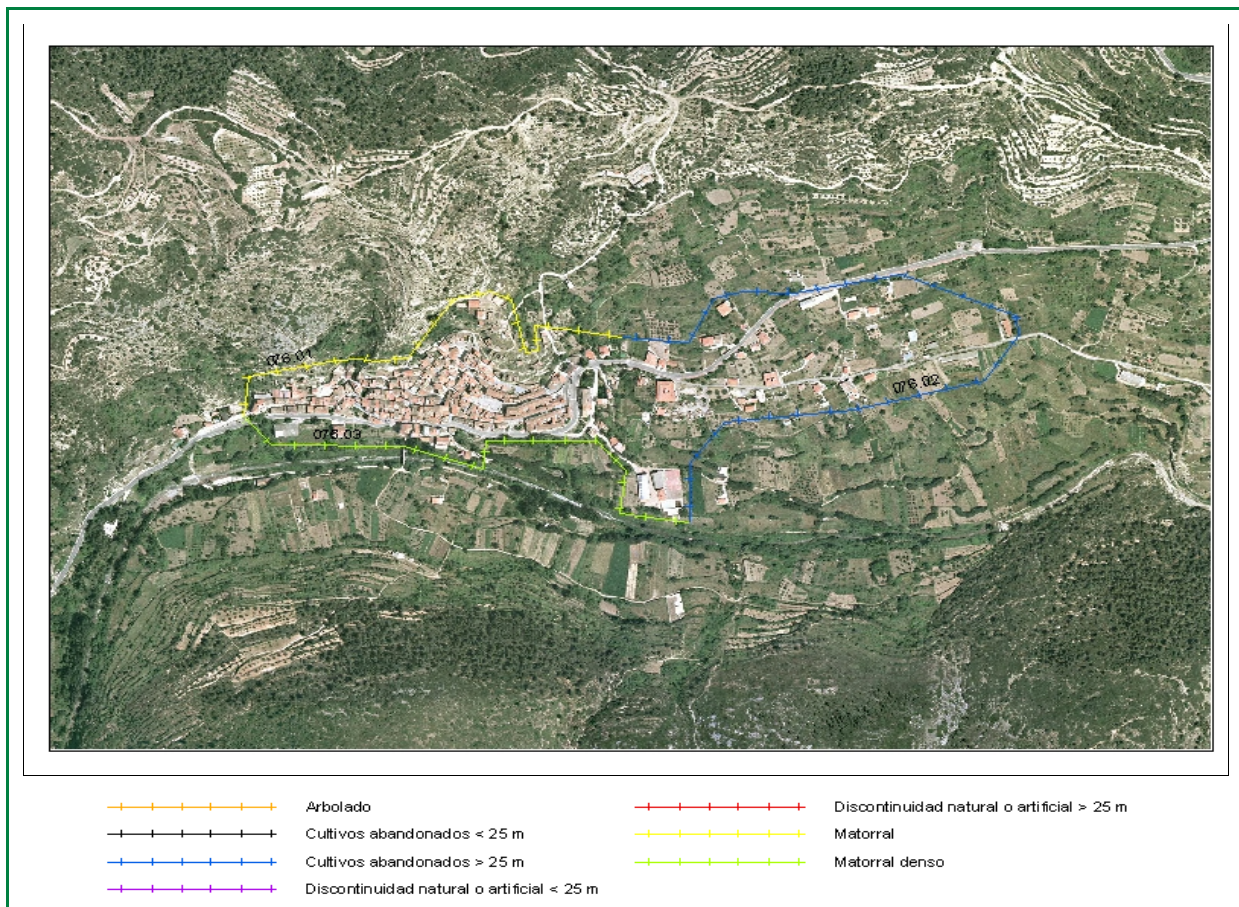 076.01
076.02
076.03
Arbolado
Cultivos abandonados < 25 m
Cultivos abandonados > 25 m
Discontinuidad natural o artificial < 25 m
Discontinuidad natural o artificial > 25 m
Matorral
Matorral denso